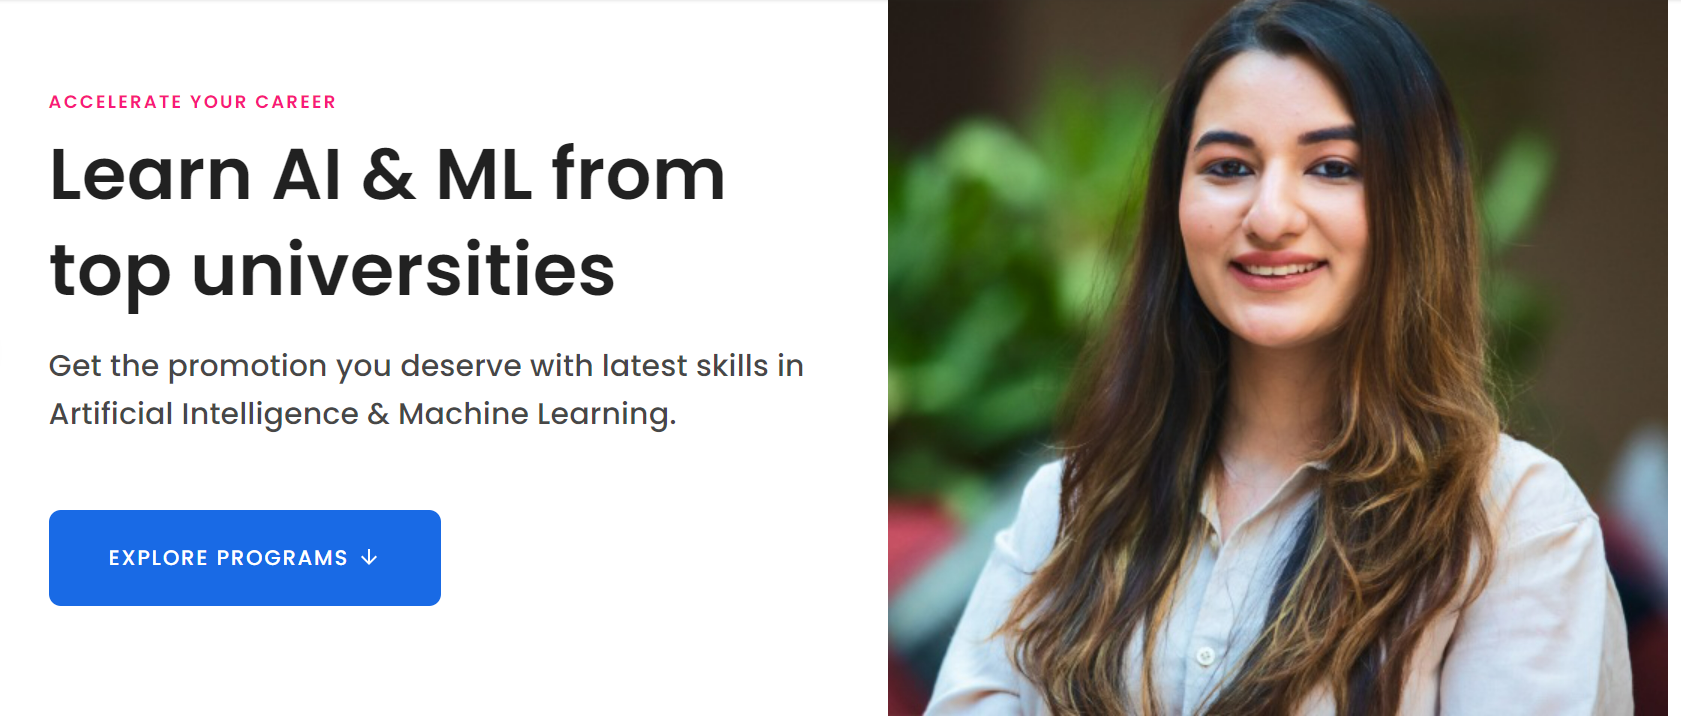 ACCELERATE YOUR CAREER
Learn AI & ML from
top universities
Get the promotion you deserve with latest skills in
Artificial Intelligence & Machine Learning.
EXPLORE PROGRAMS ↓